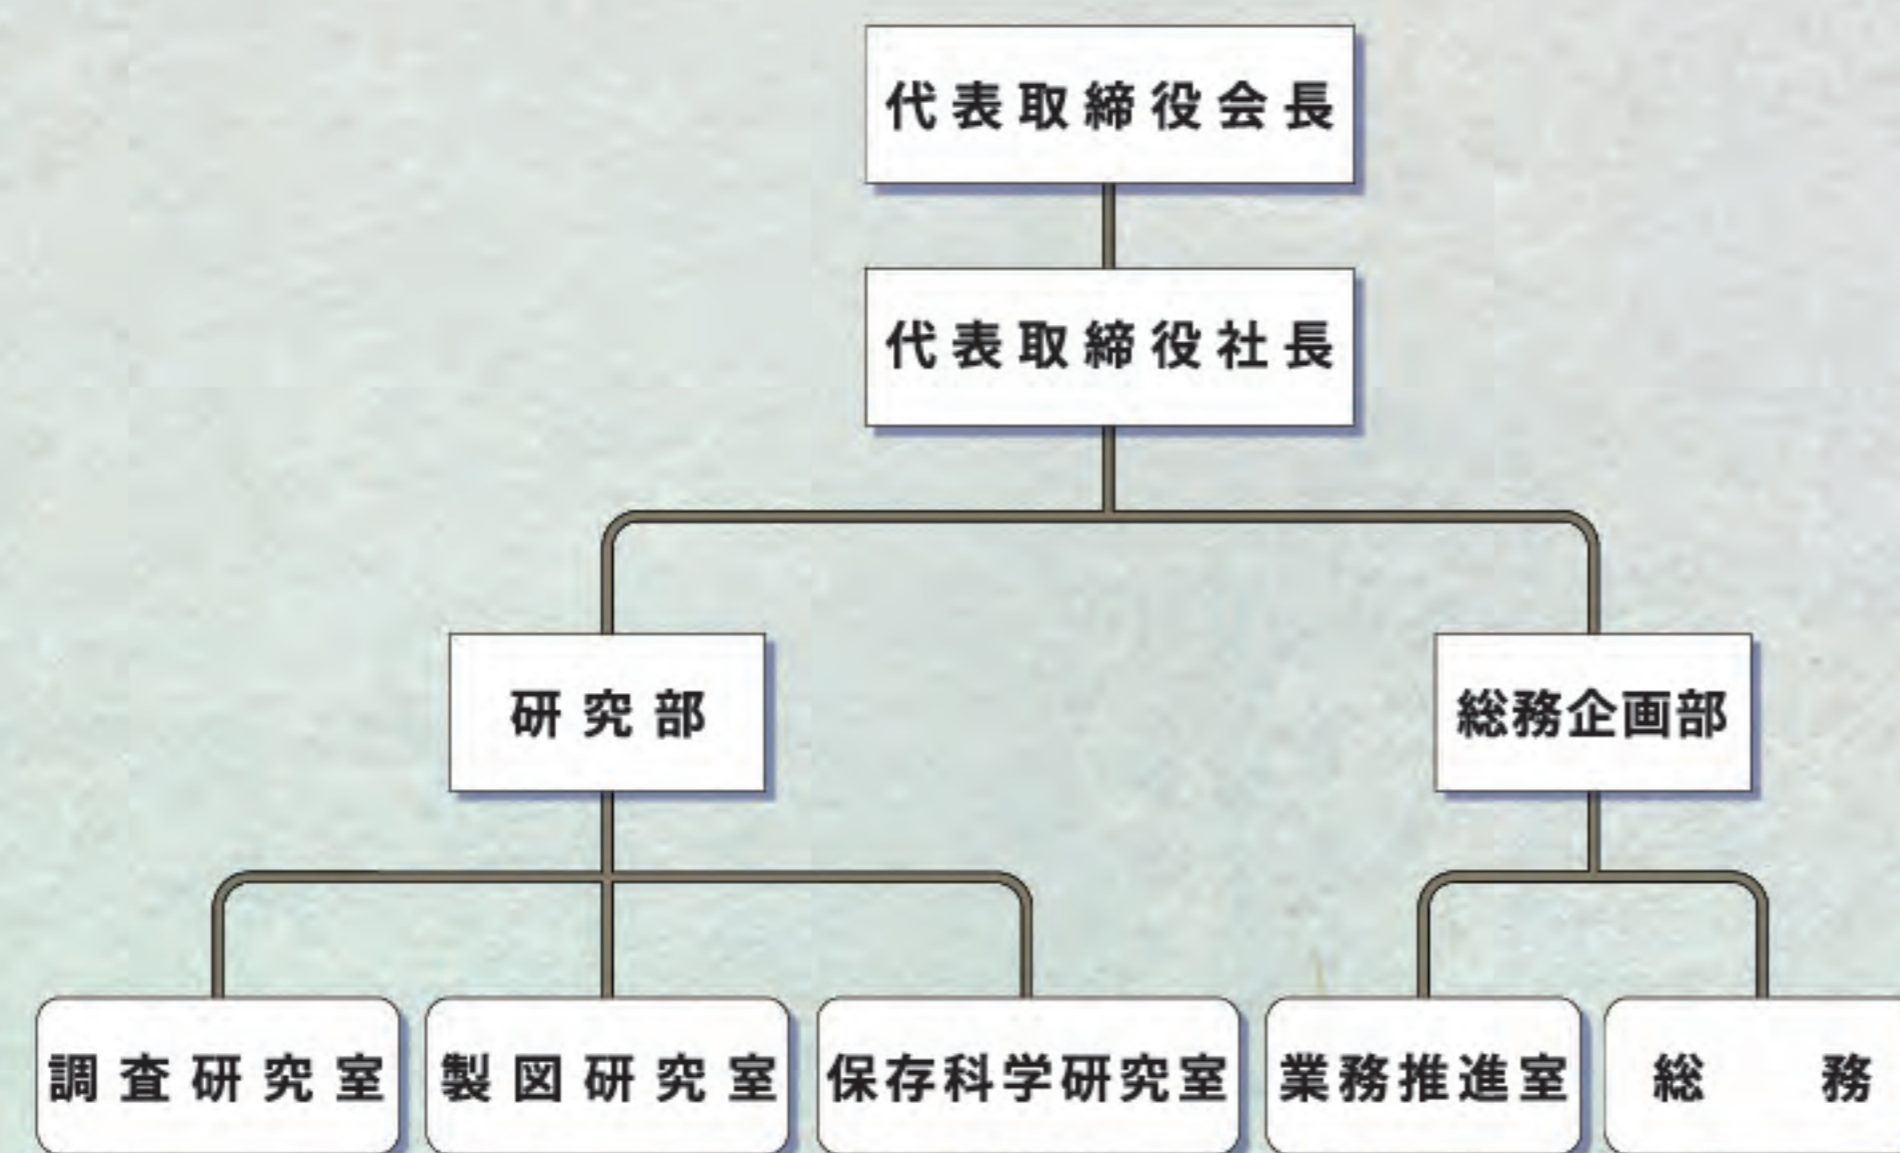 代表取締役会長
代表取締役社長
研究部
総務企画部
調査研究室
製図研究室
保存科学研究室
業務推進室
総務